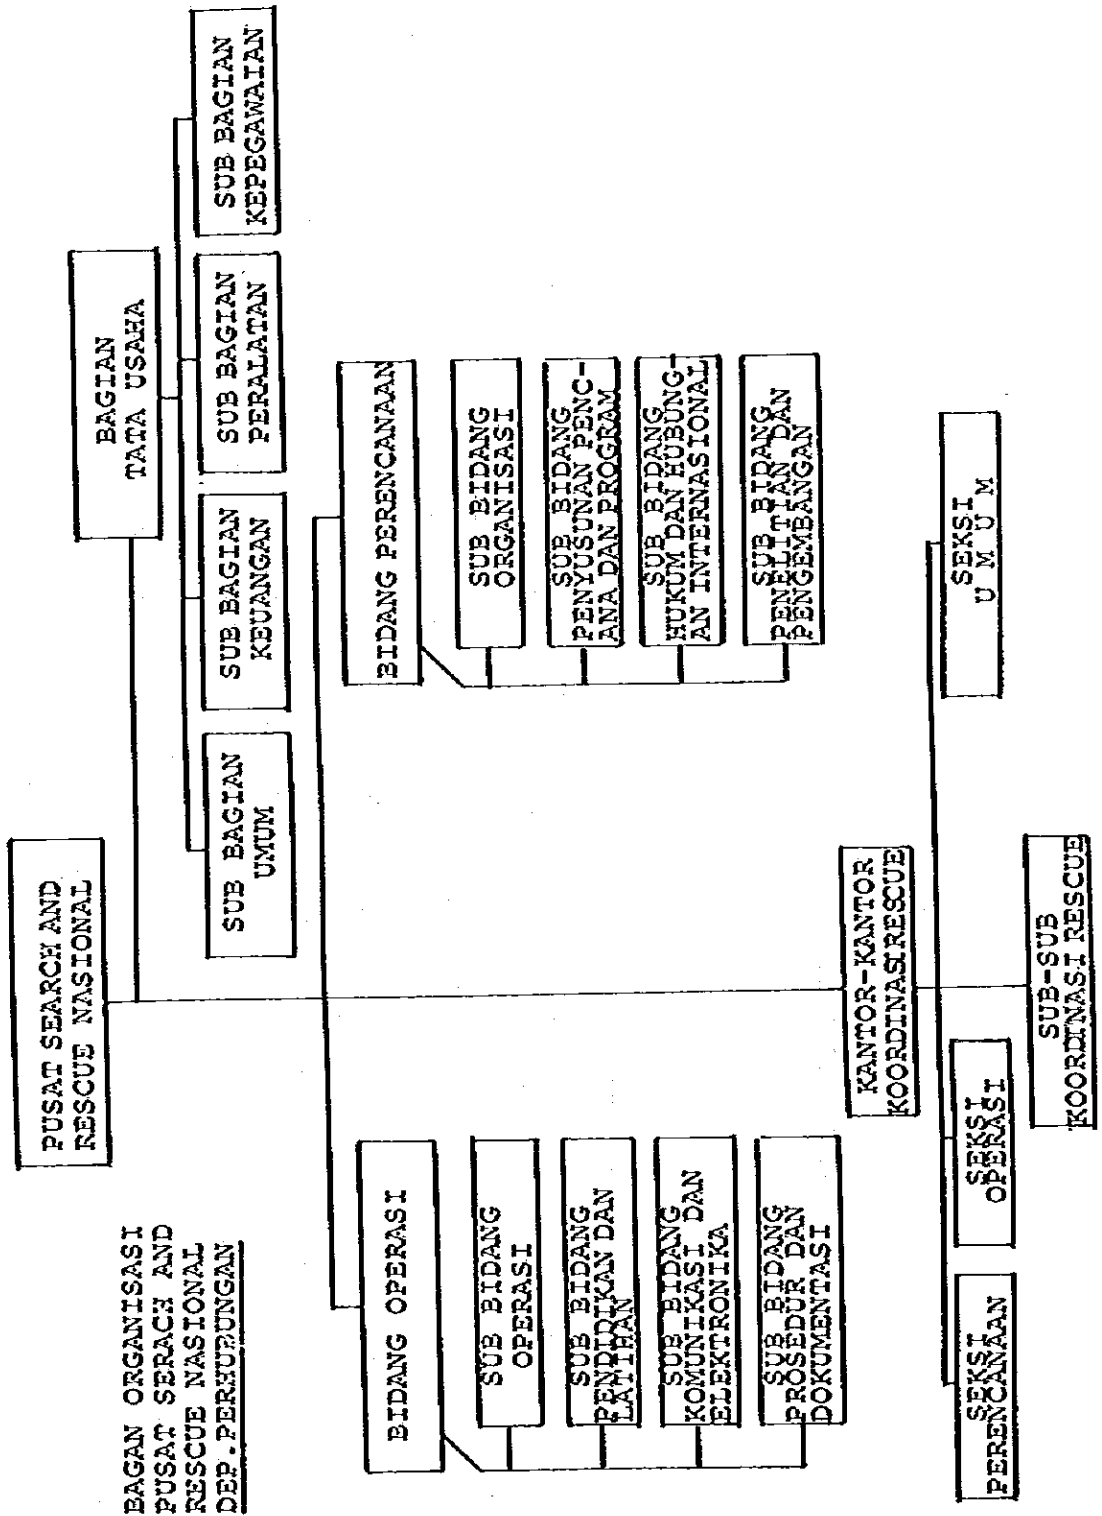 BAGAN ORGANISASI
PUSAT SERACH AND
RESCUE NASIONAL
DEP.PERHUBUNGAN
PUSAT SEARCH AND
RESCUE NASIONAL
BAGIAN
TATA USAHA
SUB BAGIAN
UMUM
SUB BAGIAN
KEUANGAN
SUB BAGIAN
PERALATAN
SUB BAGIAN
KEPEGAWAIAN
BIDANG OPERASI
SUB BIDANG
OPERASI
SUB BIDANG
PENDIDIKAN DAN
LATIHAN
SUB BIDANG
KOMUNIKASI DAN
ELEKTRONIKA
SUB BIDANG
PROSEDUR DAN
DOKUMENTASI
BIDANG PERENCANAAN
SUB BIDANG
ORGANISASI
SUB BIDANG
PENYUSUNAN PENC-
ANA DAN PROGRAM
SUB BIDANG
HUKUM DAN HUBUNG-
AN INTERNASIONAL
SUB BIDANG
PENELITIAN DAN
PENGEMBANGAN
KANTOR-KANTOR
KOORDINASI RESCUE
SEKSI
PERENCANAAN
SEKSI
OPERASI
SEKSI
U M U M
SUB-SUB
KOORDINASI RESCUE